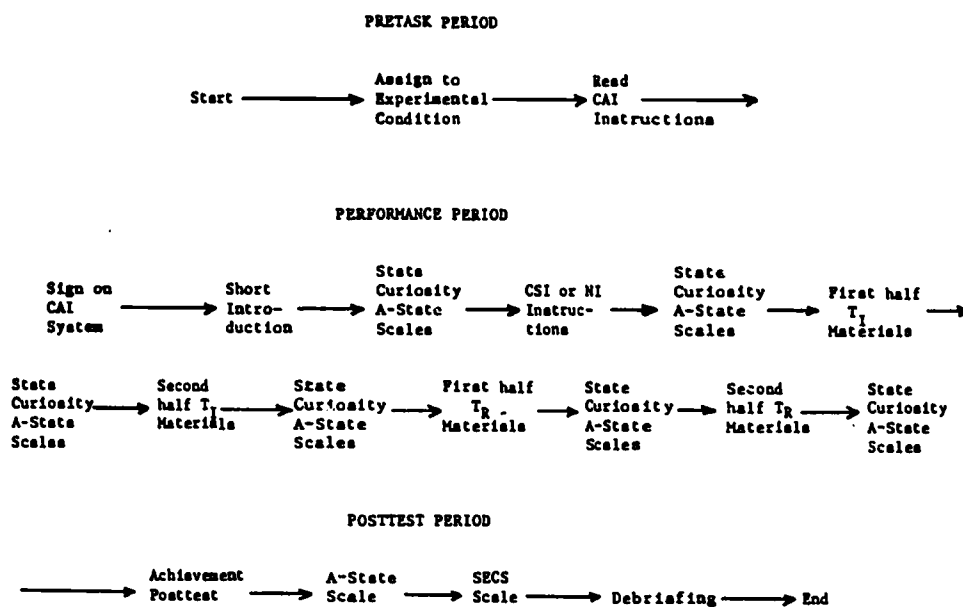 PRETASK PERIOD
Start
Assign to
Experimental
Condition
Read
CAI
Instructions
PERFORMANCE PERIOD
Sign on
CAI
System
Short
Intro-
duction
State
Curiosity
A-State
Scales
CSI or NI
Instruc-
tions
State
Curiosity
A-State
Scales
First half
T_I
Materials
State
Curiosity
A-State
Scales
Second
half T_I
Materials
State
Curiosity
A-State
Scales
First half
T_R
Materials
State
Curiosity
A-State
Scales
Second
half T_R
Materials
State
Curiosity
A-State
Scales
POSTTEST PERIOD
Achievement
Posttest
A-State
Scale
SECS
Scale
Debriefing
End